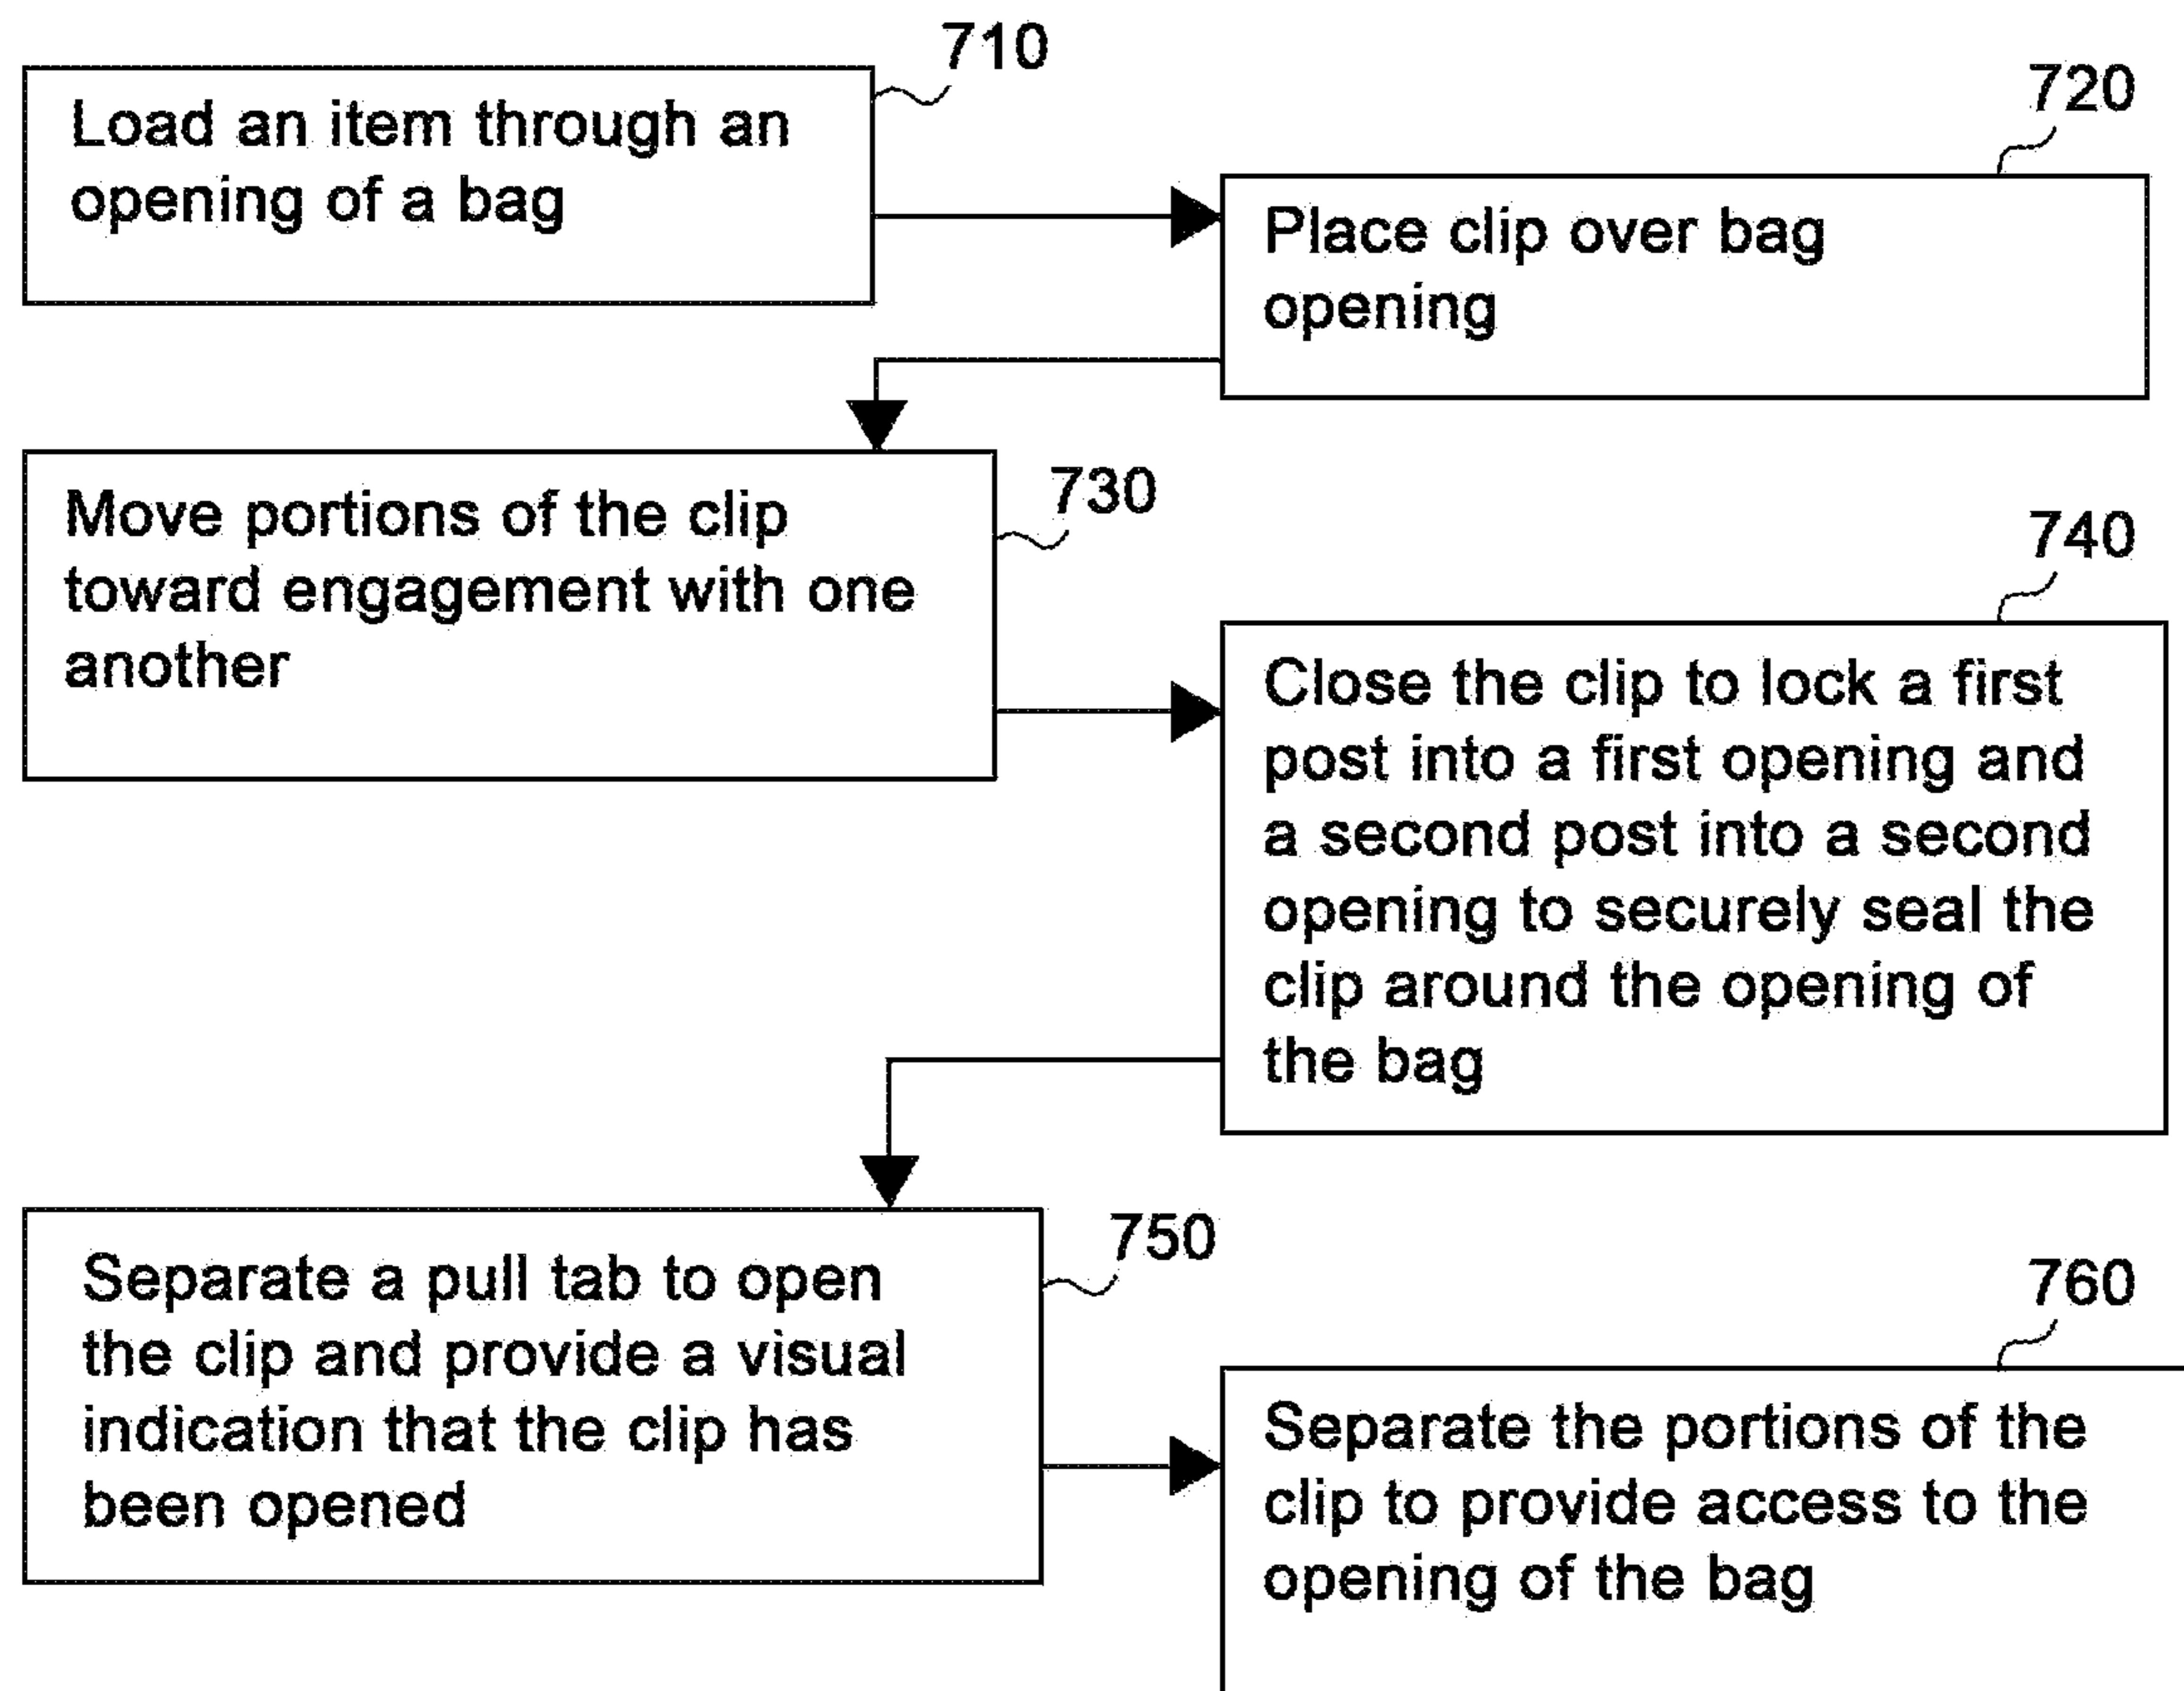 710
Load an item through an
opening of a bag
720
Place clip over bag
opening
730
Move portions of the clip
toward engagement with one
another
740
Close the clip to lock a first
post into a first opening and
a second post into a second
opening to securely seal the
clip around the opening of
the bag
750
Separate a pull tab to open
the clip and provide a visual
indication that the clip has
been opened
760
Separate the portions of the
clip to provide access to the
opening of the bag